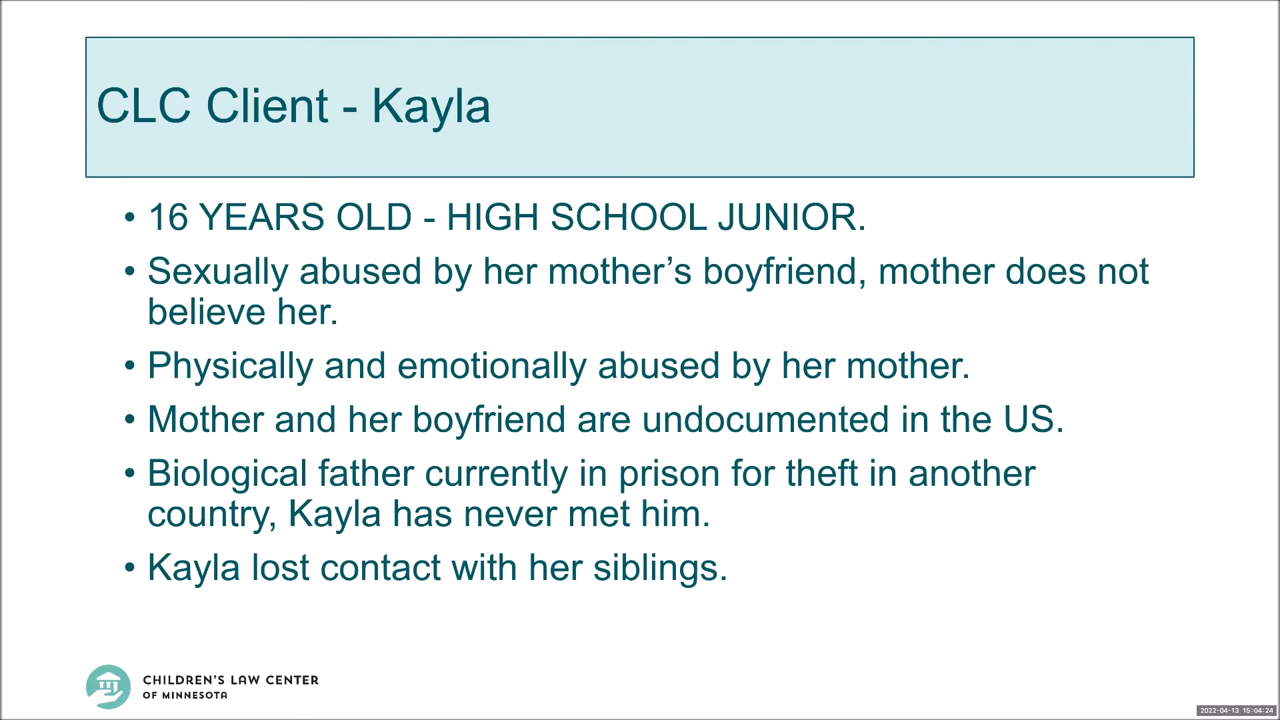 CLC Client - Kayla
• 16 YEARS OLD - HIGH SCHOOL JUNIOR.
• Sexually abused by her mother’s boyfriend, mother does not
believe her.
• Physically and emotionally abused by her mother.
• Mother and her boyfriend are undocumented in the US.
• Biological father currently in prison for theft in another
country, Kayla has never met him.
• Kayla lost contact with her siblings.
CHILDREN'S LAW CENTER
OF MINNESOTA
2022-04-13 15:04:24